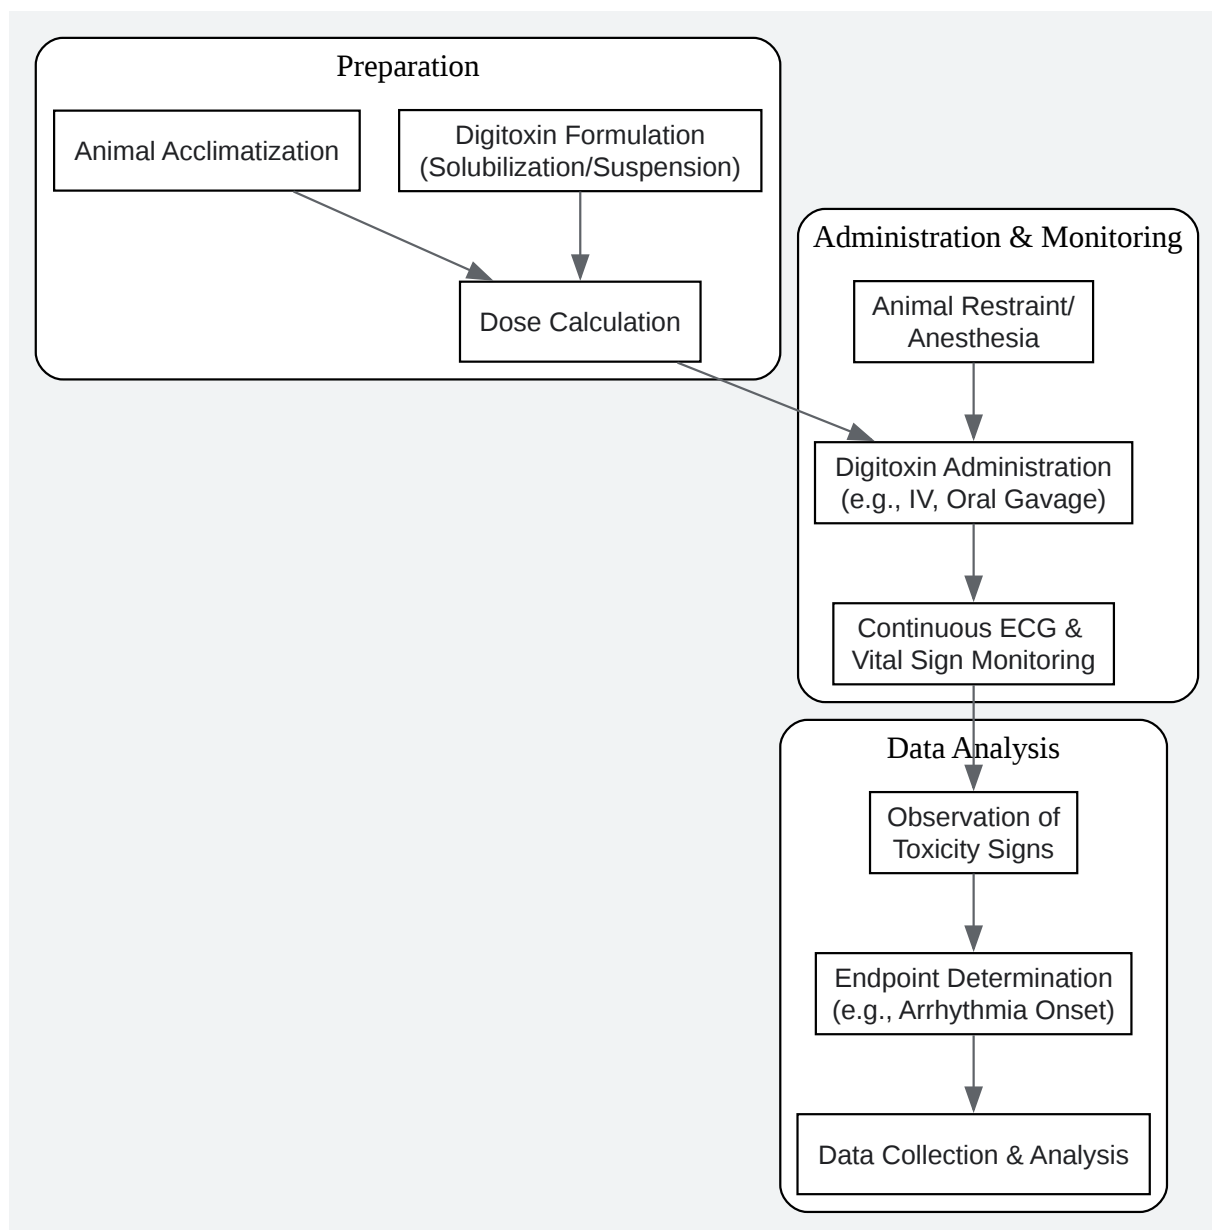 Preparation
Animal Acclimatization
Digitoxin Formulation
(Solubilization/Suspension)
Dose Calculation
Administration & Monitoring
Animal Restraint/
Anesthesia
Digitoxin Administration
(e.g., IV, Oral Gavage)
Continuous ECG &
Vital Sign Monitoring
Data Analysis
Observation of
Toxicity Signs
Endpoint Determination
(e.g., Arrhythmia Onset)
Data Collection & Analysis